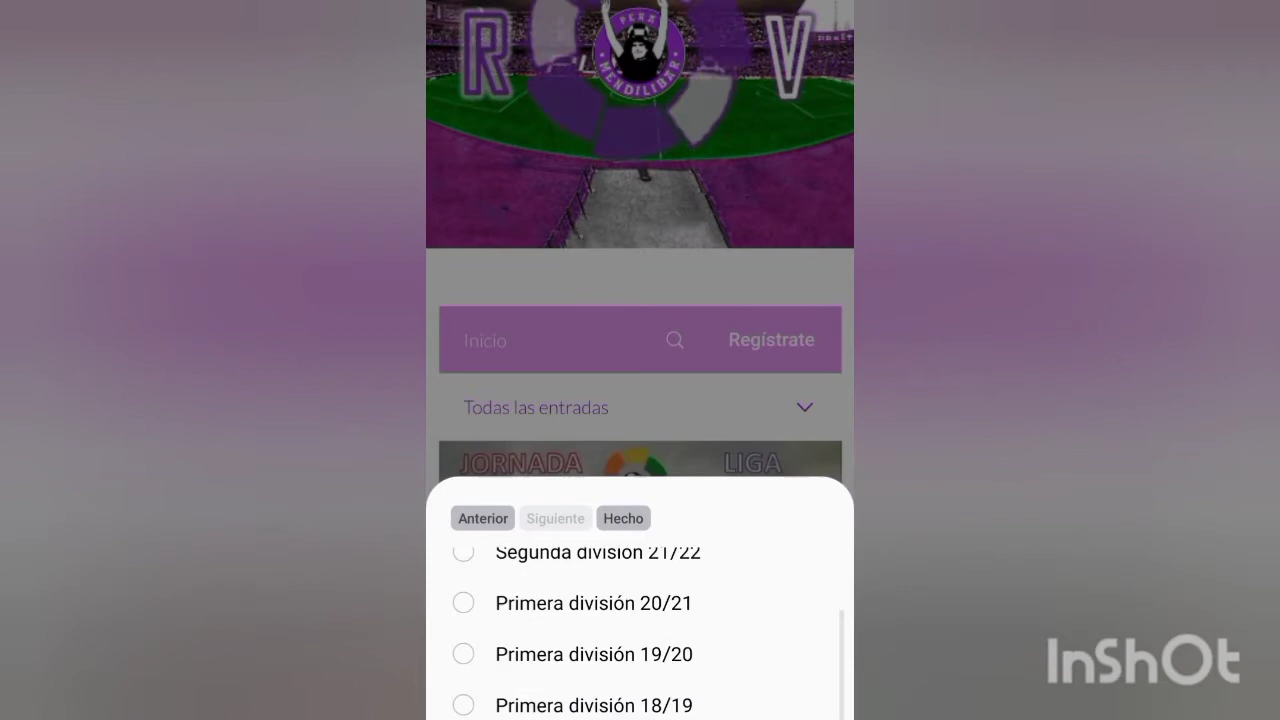 R
V
PEÑA
MENDILIBAR
Inicio
Regístrate
Todas las entradas
JORNADA
LIGA
Anterior
Siguiente
Hecho
Segunda división 21/22
Primera división 20/21
Primera división 19/20
Primera división 18/19
InShOt